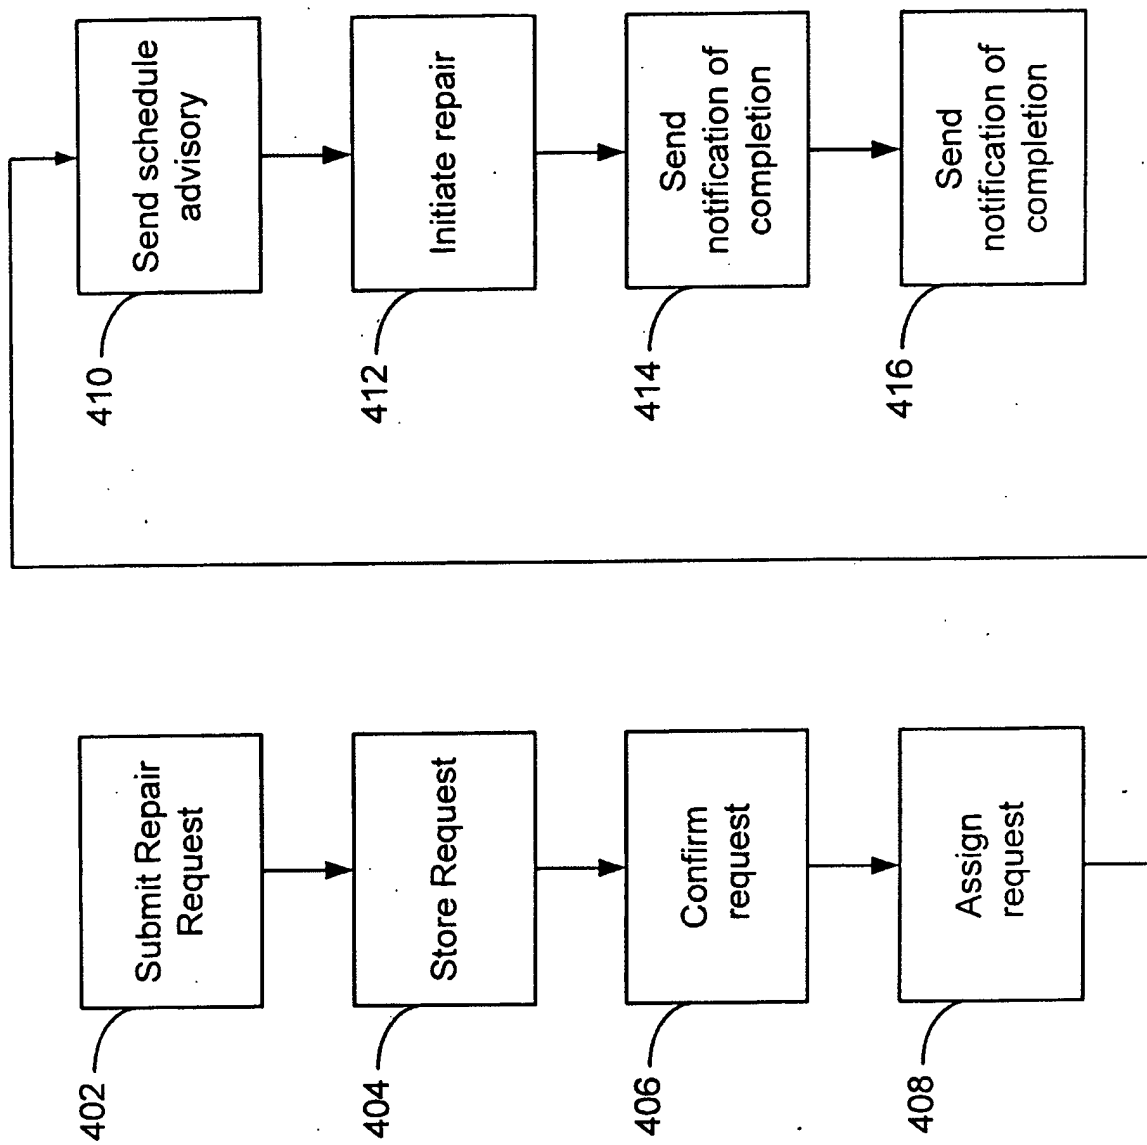 402
Submit Repair
Request
404
Store Request
406
Confirm
request
408
Assign
request
410
Send schedule
advisory
412
Initiate repair
414
Send
notification of
completion
416
Send
notification of
completion